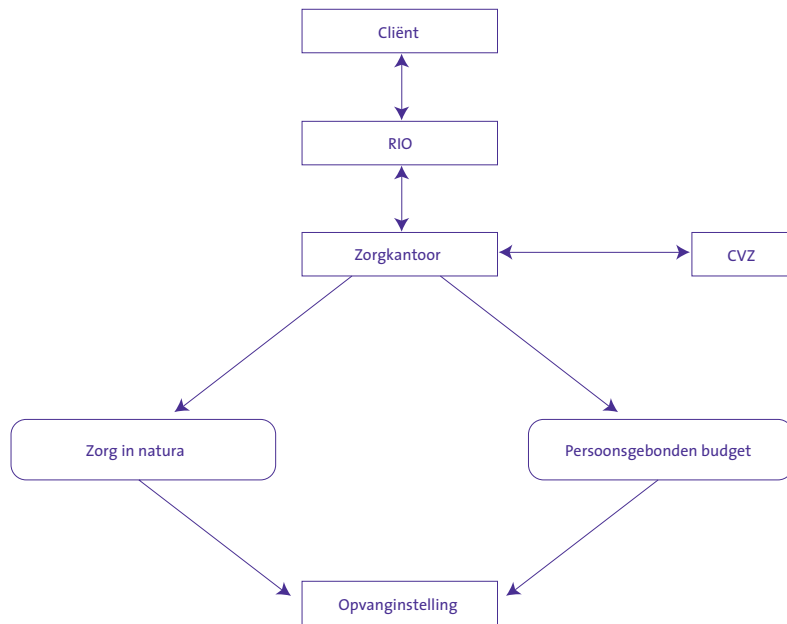 Cliënt
RIO
Zorgkantoor
CVZ
Zorg in natura
Persoonsgebonden budget
Opvanginstelling